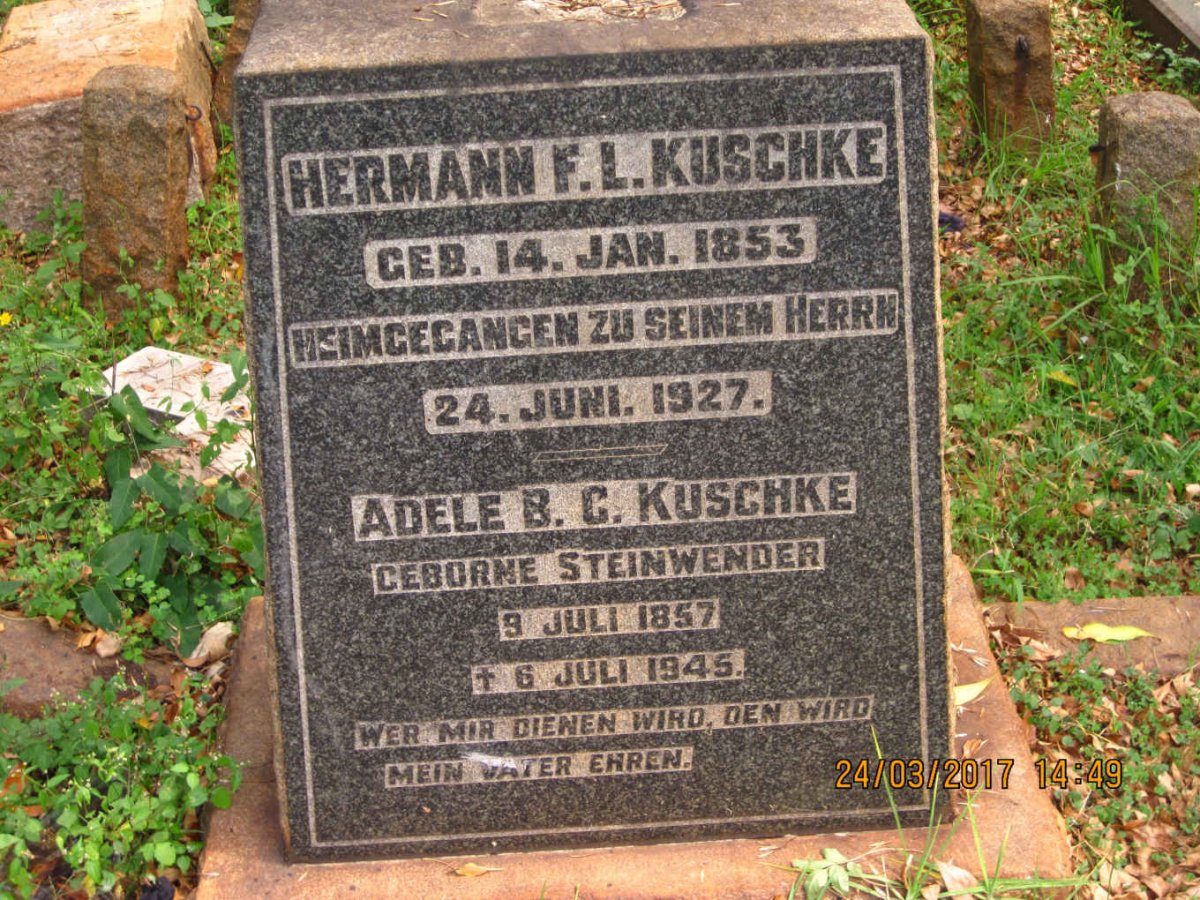 HERMANN F. L. KUSCHKE
GEB. 14. JAN. 1853
HEIMGEGANGEN ZU SEINEM HERRN
24. JUNI. 1927.
ADELE B. C. KUSCHKE
GEBORNE STEINWENDER
9 JULI 1857
† 6 JULI 1945.
WER MIR DIENEN WIRD, DEN WIRD
MEIN VATER EHREN.
24/03/2017 14:49